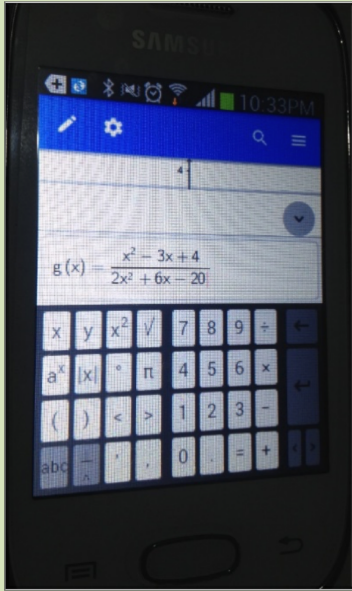 SAMSUNG
10:33PM
4
g(x) = (x² − 3x + 4)/(2x² + 6x − 20)
x y x² √ 7 8 9 ÷ ←
aˣ |x| ° π 4 5 6 × ↵
( ) < > 1 2 3 −
abc ' , 0 . = +